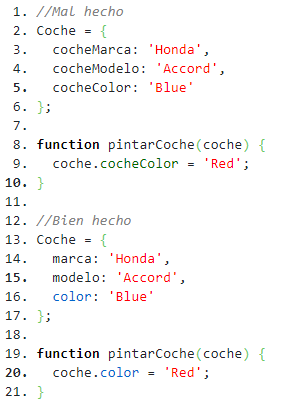 1. //Mal hecho
2. Coche = {
3.   cocheMarca: 'Honda',
4.   cocheModelo: 'Accord',
5.   cocheColor: 'Blue'
6. };
7.
8. function pintarCoche(coche) {
9.   coche.cocheColor = 'Red';
10. }
11.
12. //Bien hecho
13. Coche = {
14.   marca: 'Honda',
15.   modelo: 'Accord',
16.   color: 'Blue'
17. };
18.
19. function pintarCoche(coche) {
20.   coche.color = 'Red';
21. }